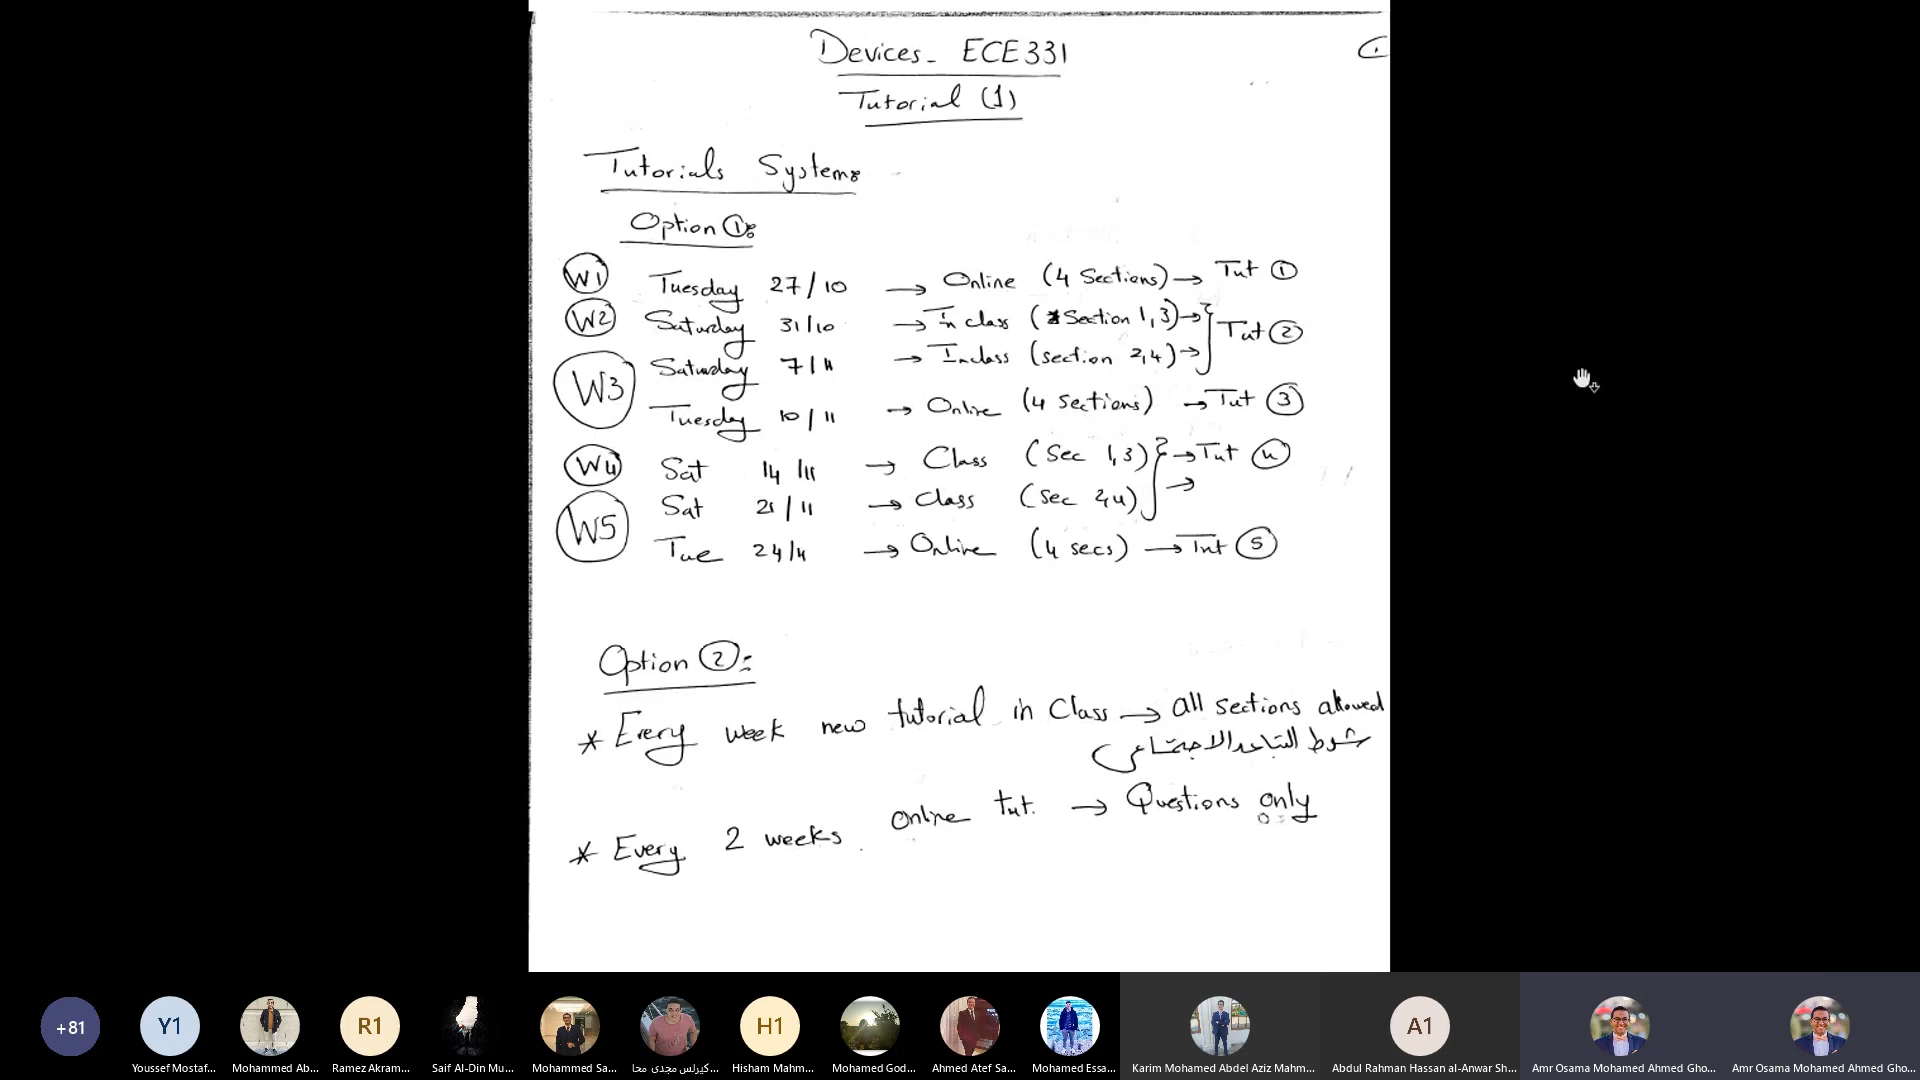 Devices - ECE331
Tutorial (1)
Tutorials System:
Option ①:
W1 Tuesday 27/10 → Online (4 Sections) → Tut ①
W2 Saturday 31/10 → In class (Section 1,3) →
Tut ②
W3 Saturday 7/11 → In class (section 2,4) →
Tuesday 10/11 → Online (4 sections) → Tut ③
W4 Sat 14/11 → Class (Sec 1,3) → Tut ④
Sat 21/11 → Class (Sec 2,4) →
W5 Tue 24/11 → Online (4 secs) → Tut ⑤
Option ②:
* Every week new tutorial in Class → all sections allowed
شروط التباعد الاجتماعي
* Every 2 weeks online tut. → Questions only
+81
Y1
R1
H1
A1
Youssef Mostaf...
Mohammed Ab...
Ramez Akram...
Saif Al-Din Mu...
Mohammed Sa...
كيرلس مجدى محا...
Hisham Mahm...
Mohamed God...
Ahmed Atef Sa...
Mohamed Essa...
Karim Mohamed Abdel Aziz Mahm...
Abdul Rahman Hassan al-Anwar Sh...
Amr Osama Mohamed Ahmed Gho...
Amr Osama Mohamed Ahmed Gho...